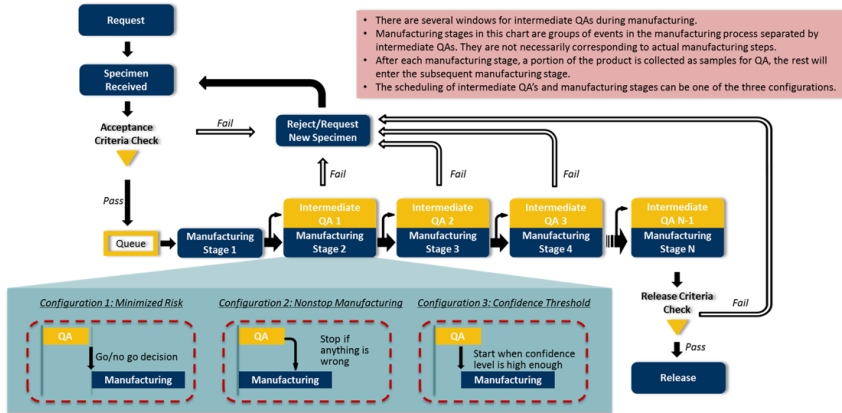 Request
• There are several windows for intermediate QAs during manufacturing.
• Manufacturing stages in this chart are groups of events in the manufacturing process separated by
intermediate QAs. They are not necessarily corresponding to actual manufacturing steps.
• After each manufacturing stage, a portion of the product is collected as samples for QA, the rest will
enter the subsequent manufacturing stage.
• The scheduling of intermediate QA's and manufacturing stages can be one of the three configurations.
Specimen
Received
Acceptance
Criteria Check
Fail
Reject/Request
New Specimen
Pass
Fail
Fail
Fail
Queue
Manufacturing
Stage 1
Intermediate
QA 1
Manufacturing
Stage 2
Intermediate
QA 2
Manufacturing
Stage 3
Intermediate
QA 3
Manufacturing
Stage 4
Intermediate
QA N-1
Manufacturing
Stage N
Release Criteria
Check
Fail
Pass
Release
Configuration 1: Minimized Risk
QA
Go/no go decision
Manufacturing
Configuration 2: Nonstop Manufacturing
QA
Stop if
anything is
wrong
Manufacturing
Configuration 3: Confidence Threshold
QA
Start when confidence
level is high enough
Manufacturing